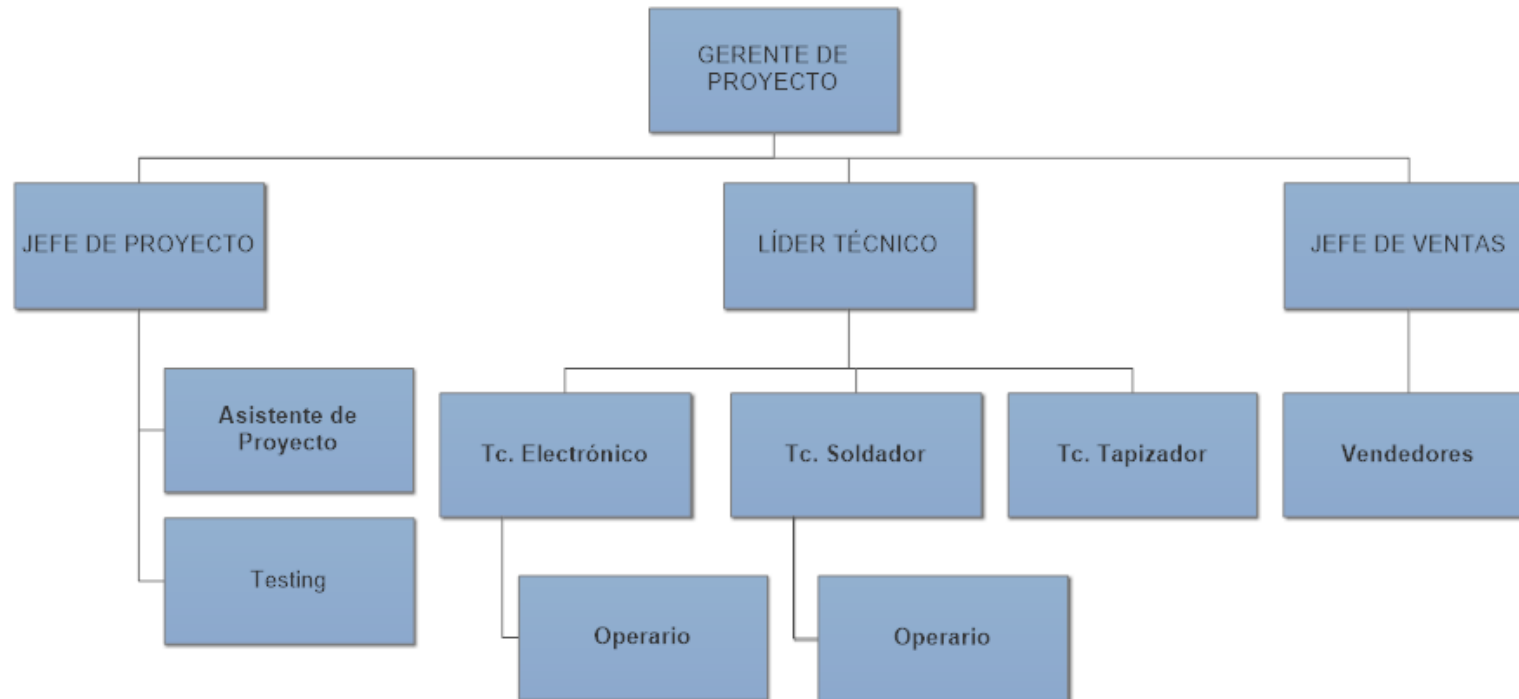 GERENTE DE
PROYECTO
JEFE DE PROYECTO
LÍDER TÉCNICO
JEFE DE VENTAS
Asistente de
Proyecto
Tc. Electrónico
Tc. Soldador
Tc. Tapizador
Vendedores
Testing
Operario
Operario